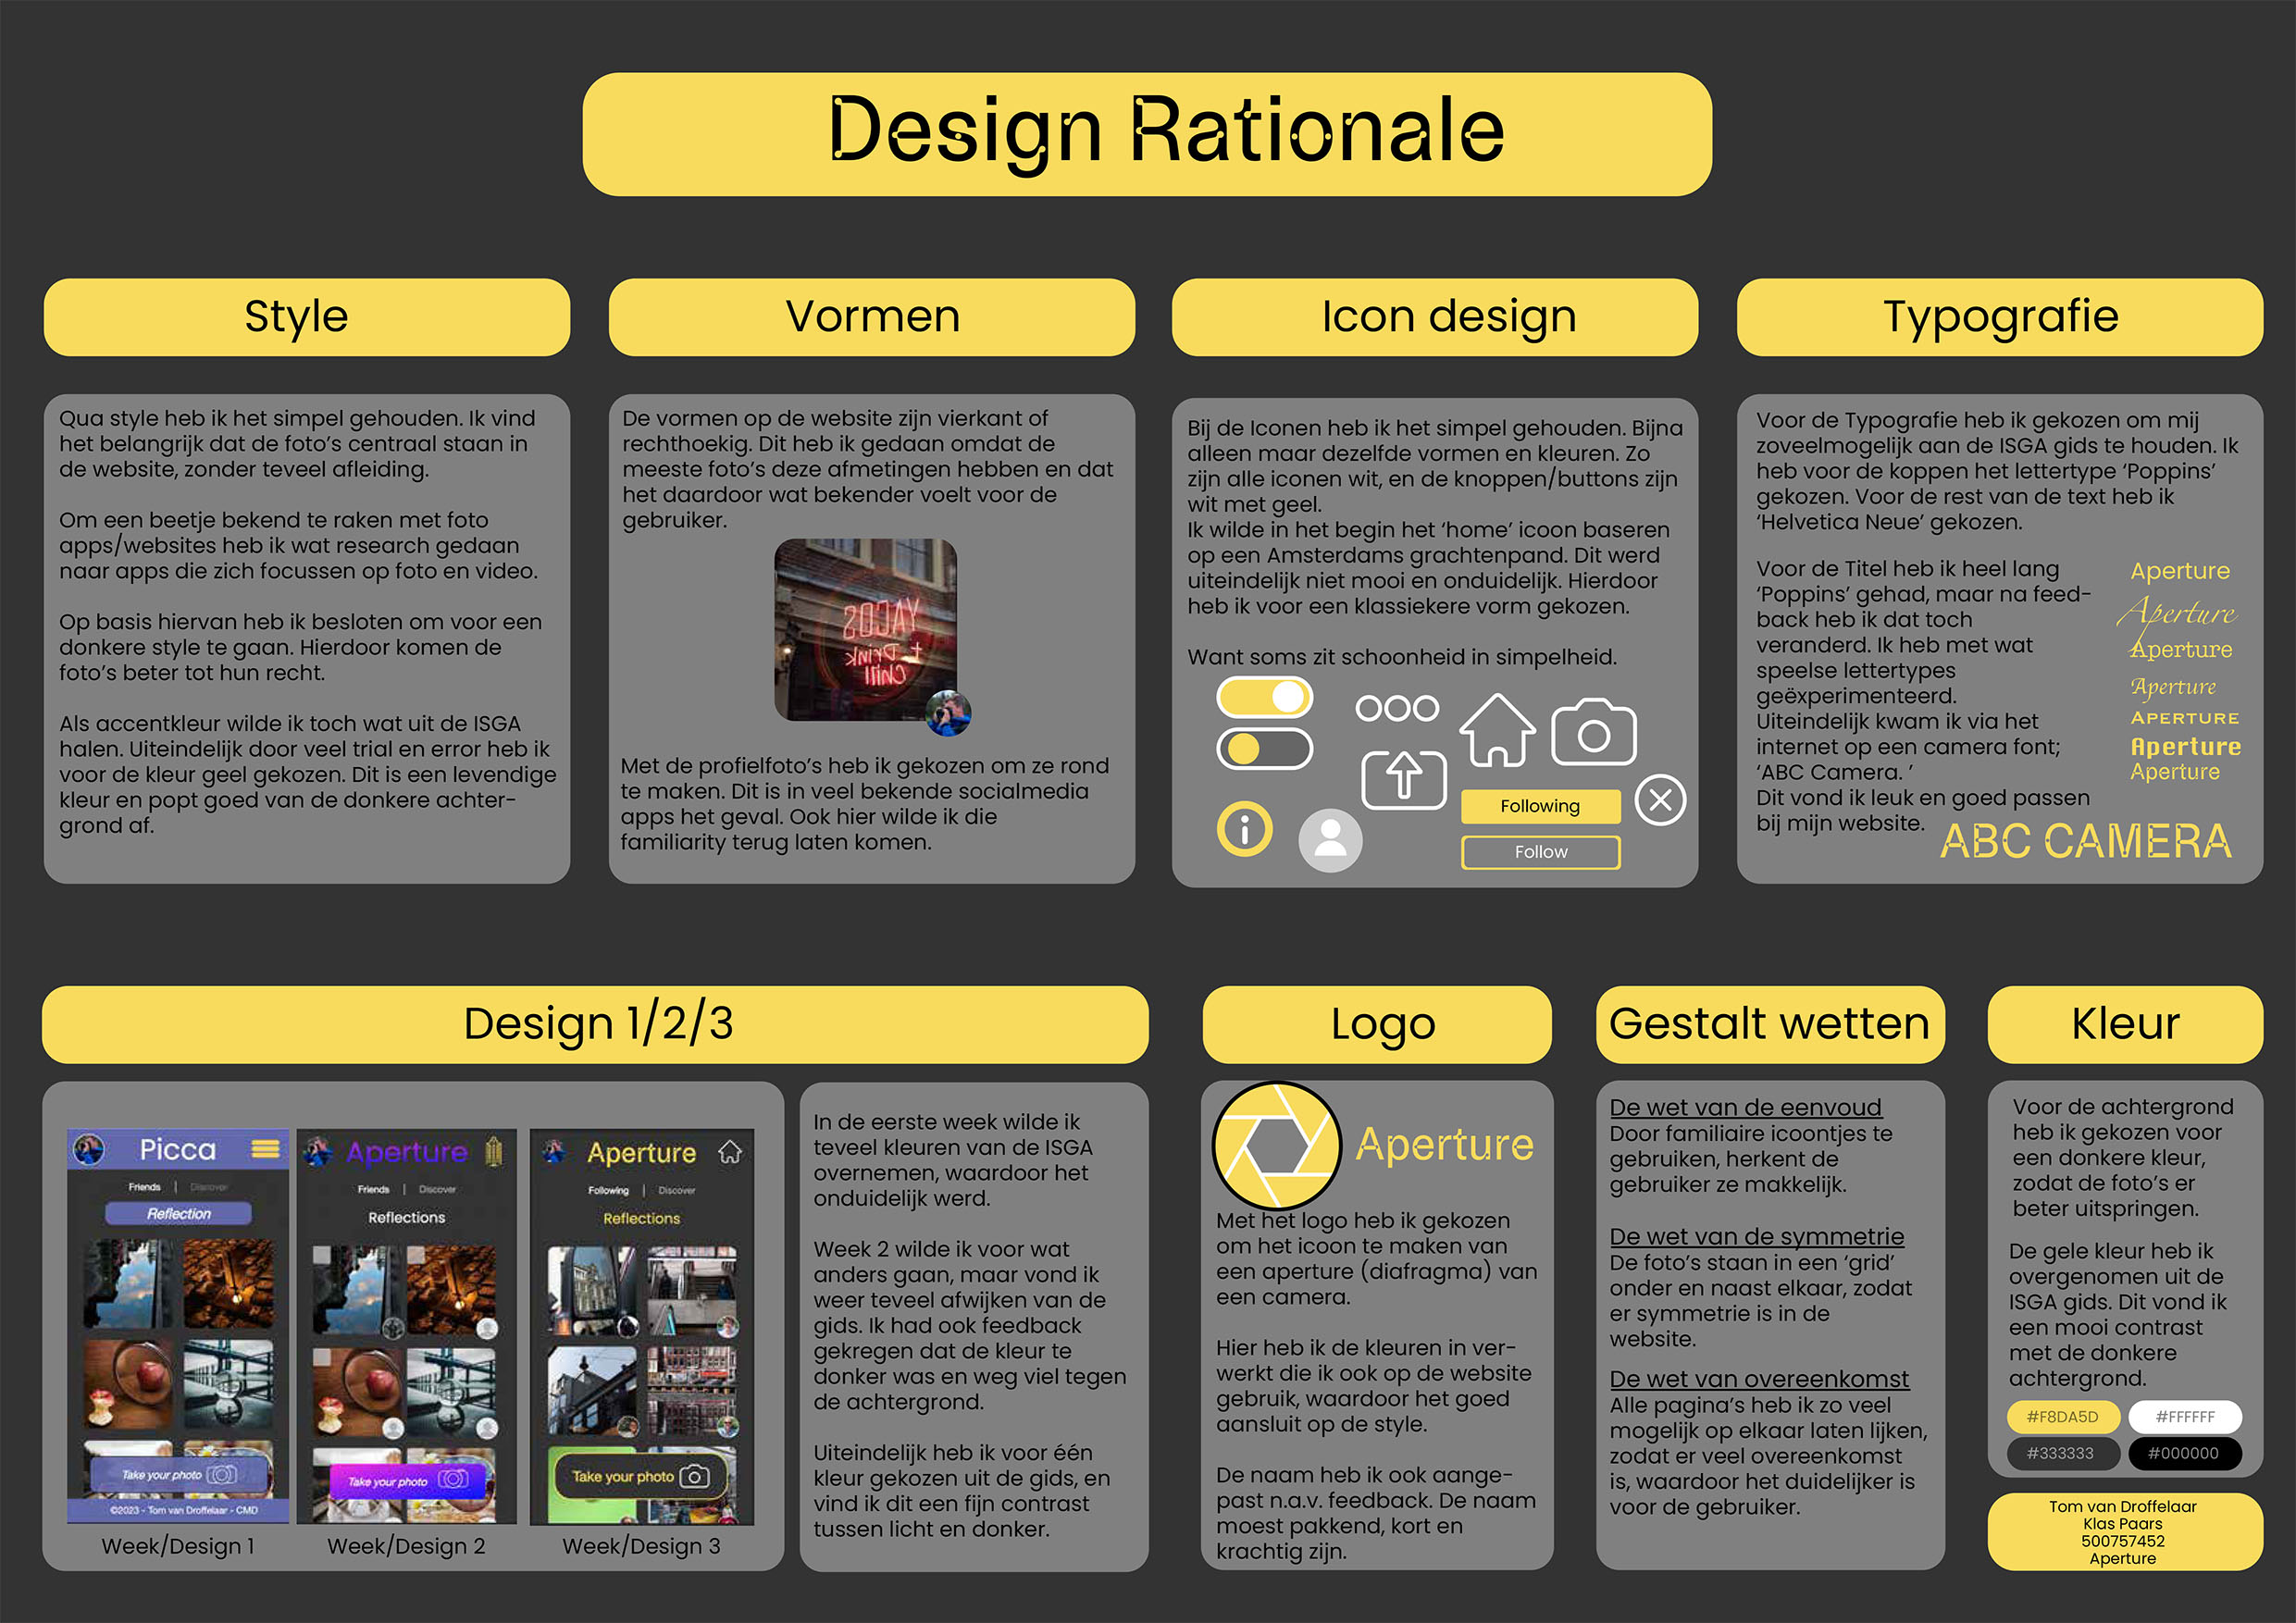 Design Rationale
Style
Qua style heb ik het simpel gehouden. Ik vind
het belangrijk dat de foto's centraal staan in
de website, zonder teveel afleiding.
Om een beetje bekend te raken met foto
apps/websites heb ik wat research gedaan
naar apps die zich focussen op foto en video.
Op basis hiervan heb ik besloten om voor een
donkere style te gaan. Hierdoor komen de
foto's beter tot hun recht.
Als accentkleur wilde ik toch wat uit de ISGA
halen. Uiteindelijk door veel trial en error heb ik
voor de kleur geel gekozen. Dit is een levendige
kleur en popt goed van de donkere achter-
grond af.
Vormen
De vormen op de website zijn vierkant of
rechthoekig. Dit heb ik gedaan omdat de
meeste foto's deze afmetingen hebben en dat
het daardoor wat bekender voelt voor de
gebruiker.
YACOS
+ Drink
Chill
Met de profielfoto's heb ik gekozen om ze rond
te maken. Dit is in veel bekende socialmedia
apps het geval. Ook hier wilde ik die
familiarity terug laten komen.
Icon design
Bij de Iconen heb ik het simpel gehouden. Bijna
alleen maar dezelfde vormen en kleuren. Zo
zijn alle iconen wit, en de knoppen/buttons zijn
wit met geel.
Ik wilde in het begin het 'home' icoon baseren
op een Amsterdams grachtenpand. Dit werd
uiteindelijk niet mooi en onduidelijk. Hierdoor
heb ik voor een klassiekere vorm gekozen.
Want soms zit schoonheid in simpelheid.
Following
Follow
Typografie
Voor de Typografie heb ik gekozen om mij
zoveelmogelijk aan de ISGA gids te houden. Ik
heb voor de koppen het lettertype 'Poppins'
gekozen. Voor de rest van de text heb ik
'Helvetica Neue' gekozen.
Voor de Titel heb ik heel lang
'Poppins' gehad, maar na feed-
back heb ik dat toch
veranderd. Ik heb met wat
speelse lettertypes
geëxperimenteerd.
Uiteindelijk kwam ik via het
internet op een camera font;
'ABC Camera. '
Dit vond ik leuk en goed passen
bij mijn website.
Aperture
Aperture
Aperture
Aperture
APERTURE
Aperture
Aperture
ABC CAMERA
Design 1/2/3
Picca
Friends | Discover
Reflection
Take your photo
©2023 - Tom van Droffelaar - CMD
Week/Design 1
Aperture
Friends | Discover
Reflections
Take your photo
Week/Design 2
Aperture
Following | Discover
Reflections
Take your photo
Week/Design 3
In de eerste week wilde ik
teveel kleuren van de ISGA
overnemen, waardoor het
onduidelijk werd.
Week 2 wilde ik voor wat
anders gaan, maar vond ik
weer teveel afwijken van de
gids. Ik had ook feedback
gekregen dat de kleur te
donker was en weg viel tegen
de achtergrond.
Uiteindelijk heb ik voor één
kleur gekozen uit de gids, en
vind ik dit een fijn contrast
tussen licht en donker.
Logo
Aperture
Met het logo heb ik gekozen
om het icoon te maken van
een aperture (diafragma) van
een camera.
Hier heb ik de kleuren in ver-
werkt die ik ook op de website
gebruik, waardoor het goed
aansluit op de style.
De naam heb ik ook aange-
past n.a.v. feedback. De naam
moest pakkend, kort en
krachtig zijn.
Gestalt wetten
De wet van de eenvoud
Door familiaire icoontjes te
gebruiken, herkent de
gebruiker ze makkelijk.
De wet van de symmetrie
De foto's staan in een 'grid'
onder en naast elkaar, zodat
er symmetrie is in de
website.
De wet van overeenkomst
Alle pagina's heb ik zo veel
mogelijk op elkaar laten lijken,
zodat er veel overeenkomst
is, waardoor het duidelijker is
voor de gebruiker.
Kleur
Voor de achtergrond
heb ik gekozen voor
een donkere kleur,
zodat de foto's er
beter uitspringen.
De gele kleur heb ik
overgenomen uit de
ISGA gids. Dit vond ik
een mooi contrast
met de donkere
achtergrond.
#F8DA5D
#FFFFFF
#333333
#000000
Tom van Droffelaar
Klas Paars
500757452
Aperture